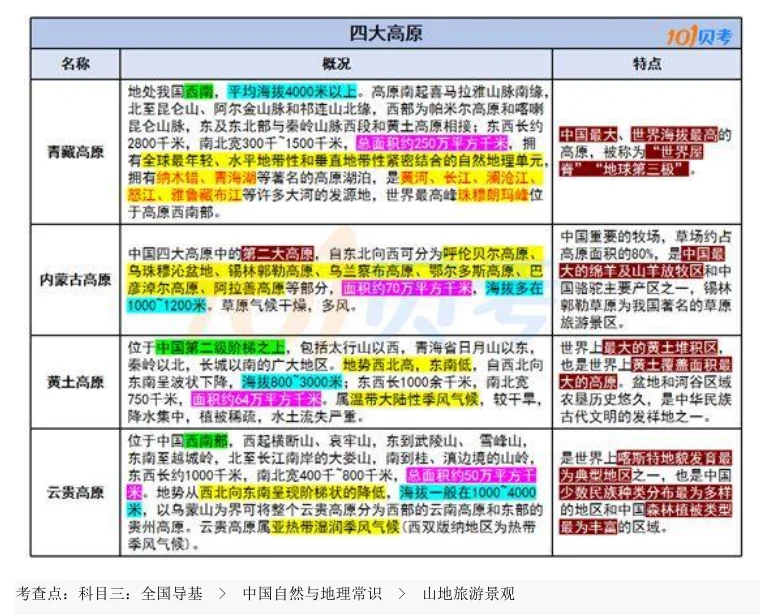 四大高原
101贝考
名称
概况
特点
青藏高原
地处我国西南，平均海拔4000米以上。高原南起喜马拉雅山脉南缘，
北至昆仑山、阿尔金山脉和祁连山北缘，西部为帕米尔高原和喀喇
昆仑山脉，东及东北部与秦岭山脉西段和黄土高原相接；东西长约
2800千米，南北宽300千~1500千米，总面积约250万平方千米，拥
有全球最年轻、水平地带性和垂直地带性紧密结合的自然地理单元，
拥有纳木错、青海湖等著名的高原湖泊，是黄河、长江、澜沧江、
怒江、雅鲁藏布江等许多大河的发源地，世界最高峰珠穆朗玛峰位
于高原西南部。
中国最大、世界海拔最高的
高原，被称为“世界屋
脊”“地球第三极”。
内蒙古高原
中国四大高原中的第二大高原，自东北向西可分为呼伦贝尔高原、
乌珠穆沁盆地、锡林郭勒高原、乌兰察布高原、鄂尔多斯高原、巴
彦淖尔高原、阿拉善高原等部分，面积约70万平方千米，海拔多在
1000~1200米。草原气候干燥，多风。
中国重要的牧场，草场约占
高原面积的80%，是中国最
大的绵羊及山羊放牧区和中
国骆驼主要产区之一，锡林
郭勒草原为我国著名的草原
旅游景区。
黄土高原
位于中国第二级阶梯之上，包括太行山以西，青海省日月山以东，
秦岭以北，长城以南的广大地区。地势西北高，东南低，自西北向
东南呈波状下降，海拔800~3000米；东西长1000余千米，南北宽
750千米，面积约64万平方千米。属温带大陆性季风气候，较干旱，
降水集中，植被稀疏，水土流失严重。
世界上最大的黄土堆积区，
也是世界上黄土覆盖面积最
大的高原。盆地和河谷区域
农垦历史悠久，是中华民族
古代文明的发祥地之一。
云贵高原
位于中国西南部，西起横断山、哀牢山，东到武陵山、 雪峰山，
东南至越城岭，北至长江南岸的大娄山，南到桂、滇边境的山岭，
东西长约1000千米，南北宽400千~800千米，总面积约50万平方千
米。地势从西北向东南呈现阶梯状的降低，海拔一般在1000~4000
米，以乌蒙山为界可将整个云贵高原分为西部的云南高原和东部的
贵州高原。云贵高原属亚热带湿润季风气候（西双版纳地区为热带
季风气候）。
是世界上喀斯特地貌发育最
为典型地区之一，也是中国
少数民族种类分布最为多样
的地区和中国森林植被类型
最为丰富的区域。
考查点：科目三：全国导基 > 中国自然与地理常识 > 山地旅游景观